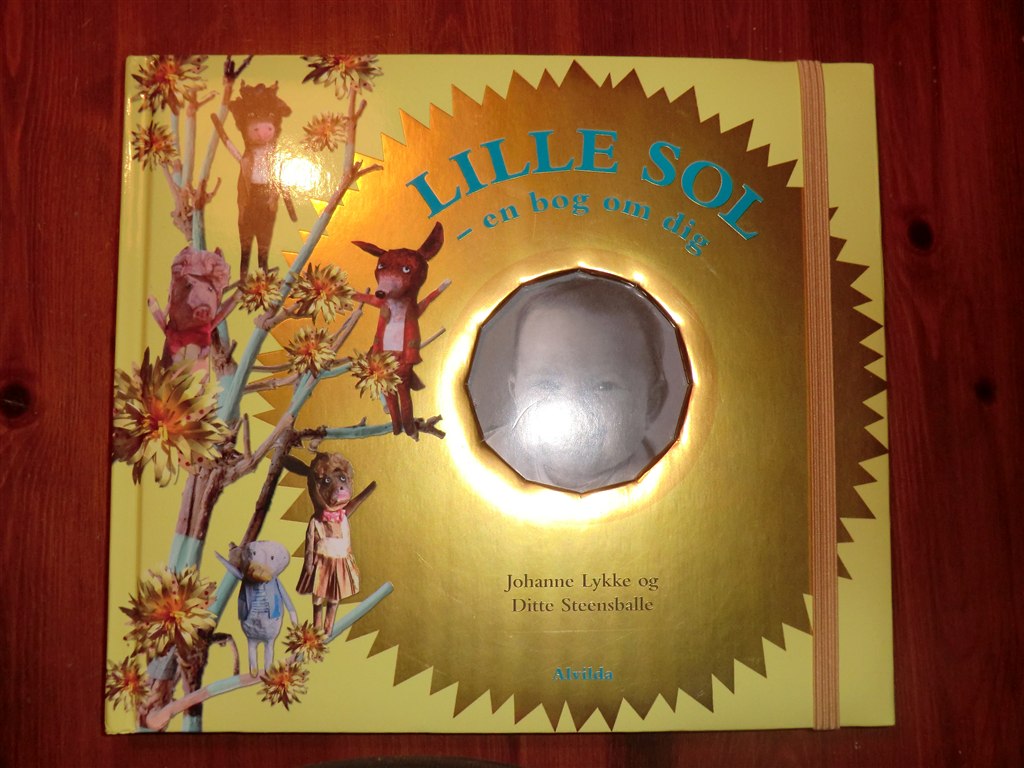 LILLE SOL
– en bog om dig
Johanne Lykke og
Ditte Steensballe
Alvilda